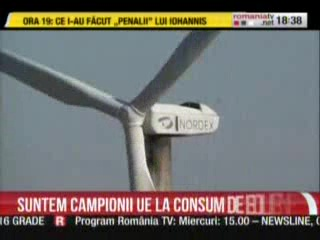 ORA 19: CE I-AU FĂCUT „PENALII” LUI IOHANNIS
romaniatv
.net
18:38
NORDEX
SUNTEM CAMPIONII UE LA CONSUM DE
16 GRADE R Program România TV: Miercuri: 15.00 – NEWSLINE, c